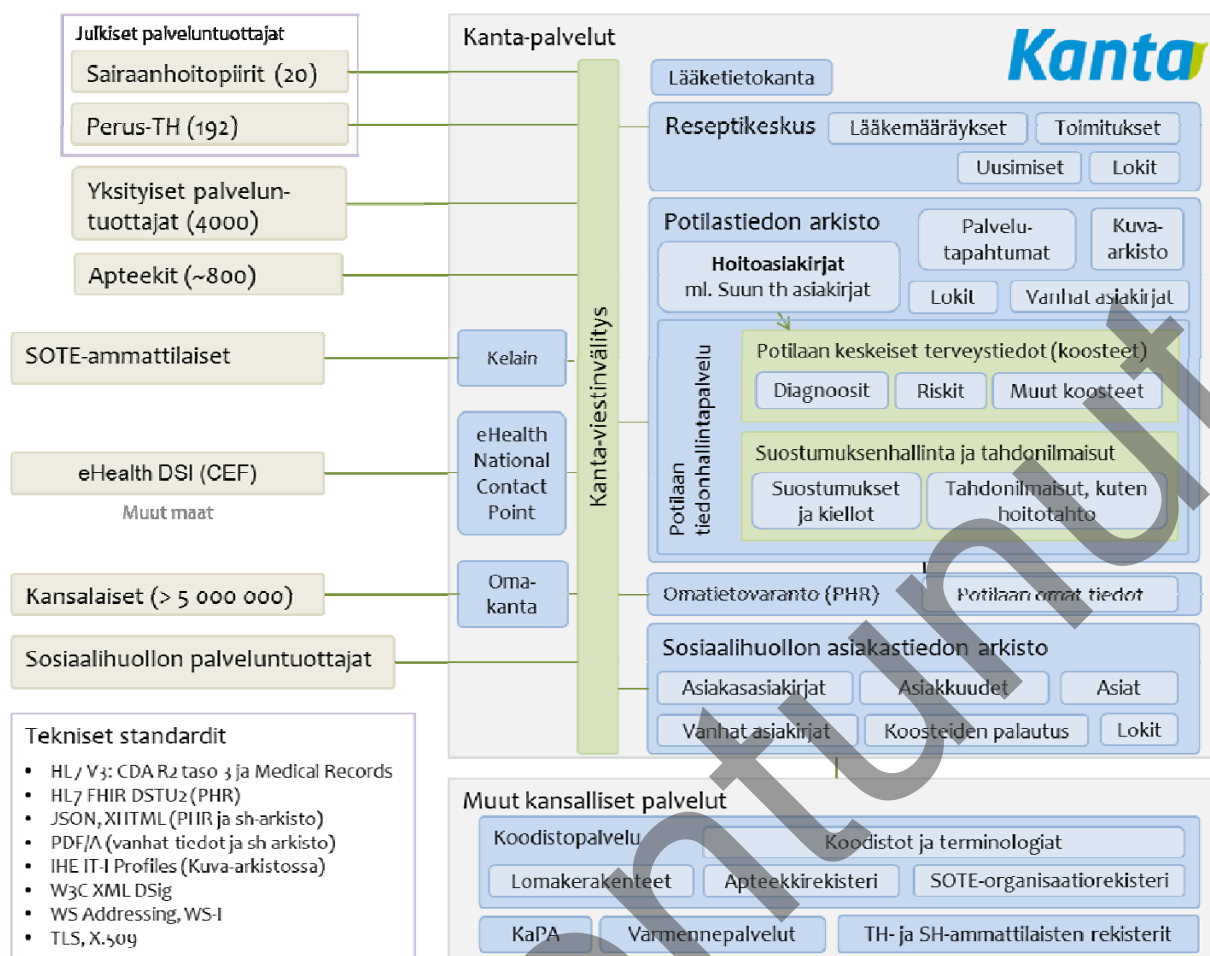 Julkiset palveluntuottajat
Sairaanhoitopiirit (20)
Perus-TH (192)
Yksityiset palvelun-
tuottajat (4000)
Apteekit (~800)
SOTE-ammattilaiset
eHealth DSI (CEF)
Muut maat
Kansalaiset (> 5 000 000)
Sosiaalihuollon palveluntuottajat
Tekniset standardit
• HL7 V3: CDA R2 taso 3 ja Medical Records
• HL7 FHIR DSTU2 (PHR)
• JSON, XHTML (PHR ja sh-arkisto)
• PDF/A (vanhat tiedot ja sh arkisto)
• IHE IT-I Profiles (Kuva-arkistossa)
• W3C XML DSig
• WS Addressing, WS-I
• TLS, X.509
Kanta-palvelut
Kanta
Kelain
eHealth
National
Contact
Point
Oma-
kanta
Kanta-viestinvälitys
Lääketietokanta
Reseptikeskus
Lääkemääräykset
Toimitukset
Uusimiset
Lokit
Potilastiedon arkisto
Palvelu-
tapahtumat
Kuva-
arkisto
Hoitoasiakirjat
ml. Suun th asiakirjat
Lokit
Vanhat asiakirjat
Potilaan
tiedonhallintapalvelu
Potilaan keskeiset terveystiedot (koosteet)
Diagnoosit
Riskit
Muut koosteet
Suostumuksenhallinta ja tahdonilmaisut
Suostumukset
ja kiellot
Tahdonilmaisut, kuten
hoitotahto
Omatietovaranto (PHR)
Potilaan omat tiedot
Sosiaalihuollon asiakastiedon arkisto
Asiakasasiakirjat
Asiakkuudet
Asiat
Vanhat asiakirjat
Koosteiden palautus
Lokit
Muut kansalliset palvelut
Koodistopalvelu
Koodistot ja terminologiat
Lomakerakenteet
Apteekkirekisteri
SOTE-organisaatiorekisteri
KaPA
Varmennepalvelut
TH- ja SH-ammattilaisten rekisterit